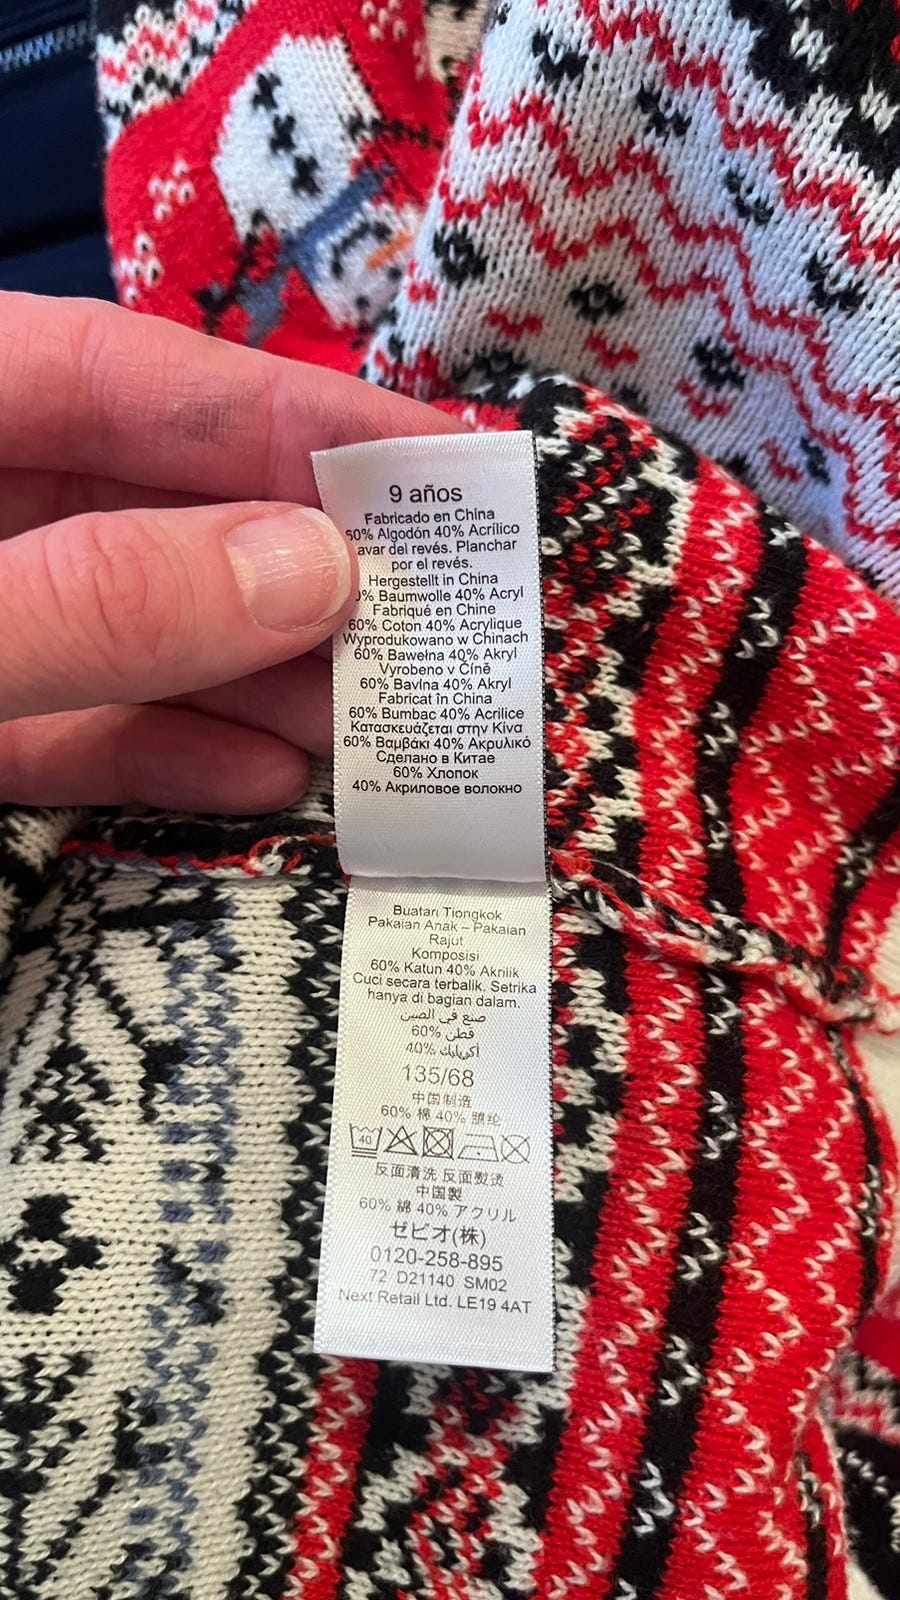 9 años
Fabricado en China
60% Algodón 40% Acrílico
avar del revés. Planchar
por el revés.
Hergestellt in China
% Baumwolle 40% Acryl
Fabriqué en Chine
60% Coton 40% Acrylique
Wyprodukowano w Chinach
60% Bawełna 40% Akryl
Vyrobeno v Číně
60% Bavlna 40% Akryl
Fabricat în China
60% Bumbac 40% Acrilice
Κατασκευάζεται στην Κίνα
60% Βαμβάκι 40% Ακρυλικό
Сделано в Китае
60% Хлопок
40% Акриловое волокно
Buatan Tiongkok
Pakaian Anak – Pakaian
Rajut
Komposisi
60% Katun 40% Akrilik
Cuci secara terbalik. Setrika
hanya di bagian dalam.
صنع في الصين
60% قطن
40% أكريليك
135/68
中国制造
60% 棉 40% 腈纶
40
反面清洗 反面熨烫
中国製
60% 綿 40% アクリル
ゼビオ(株)
0120-258-895
72 D21140 SM02
Next Retail Ltd. LE19 4AT